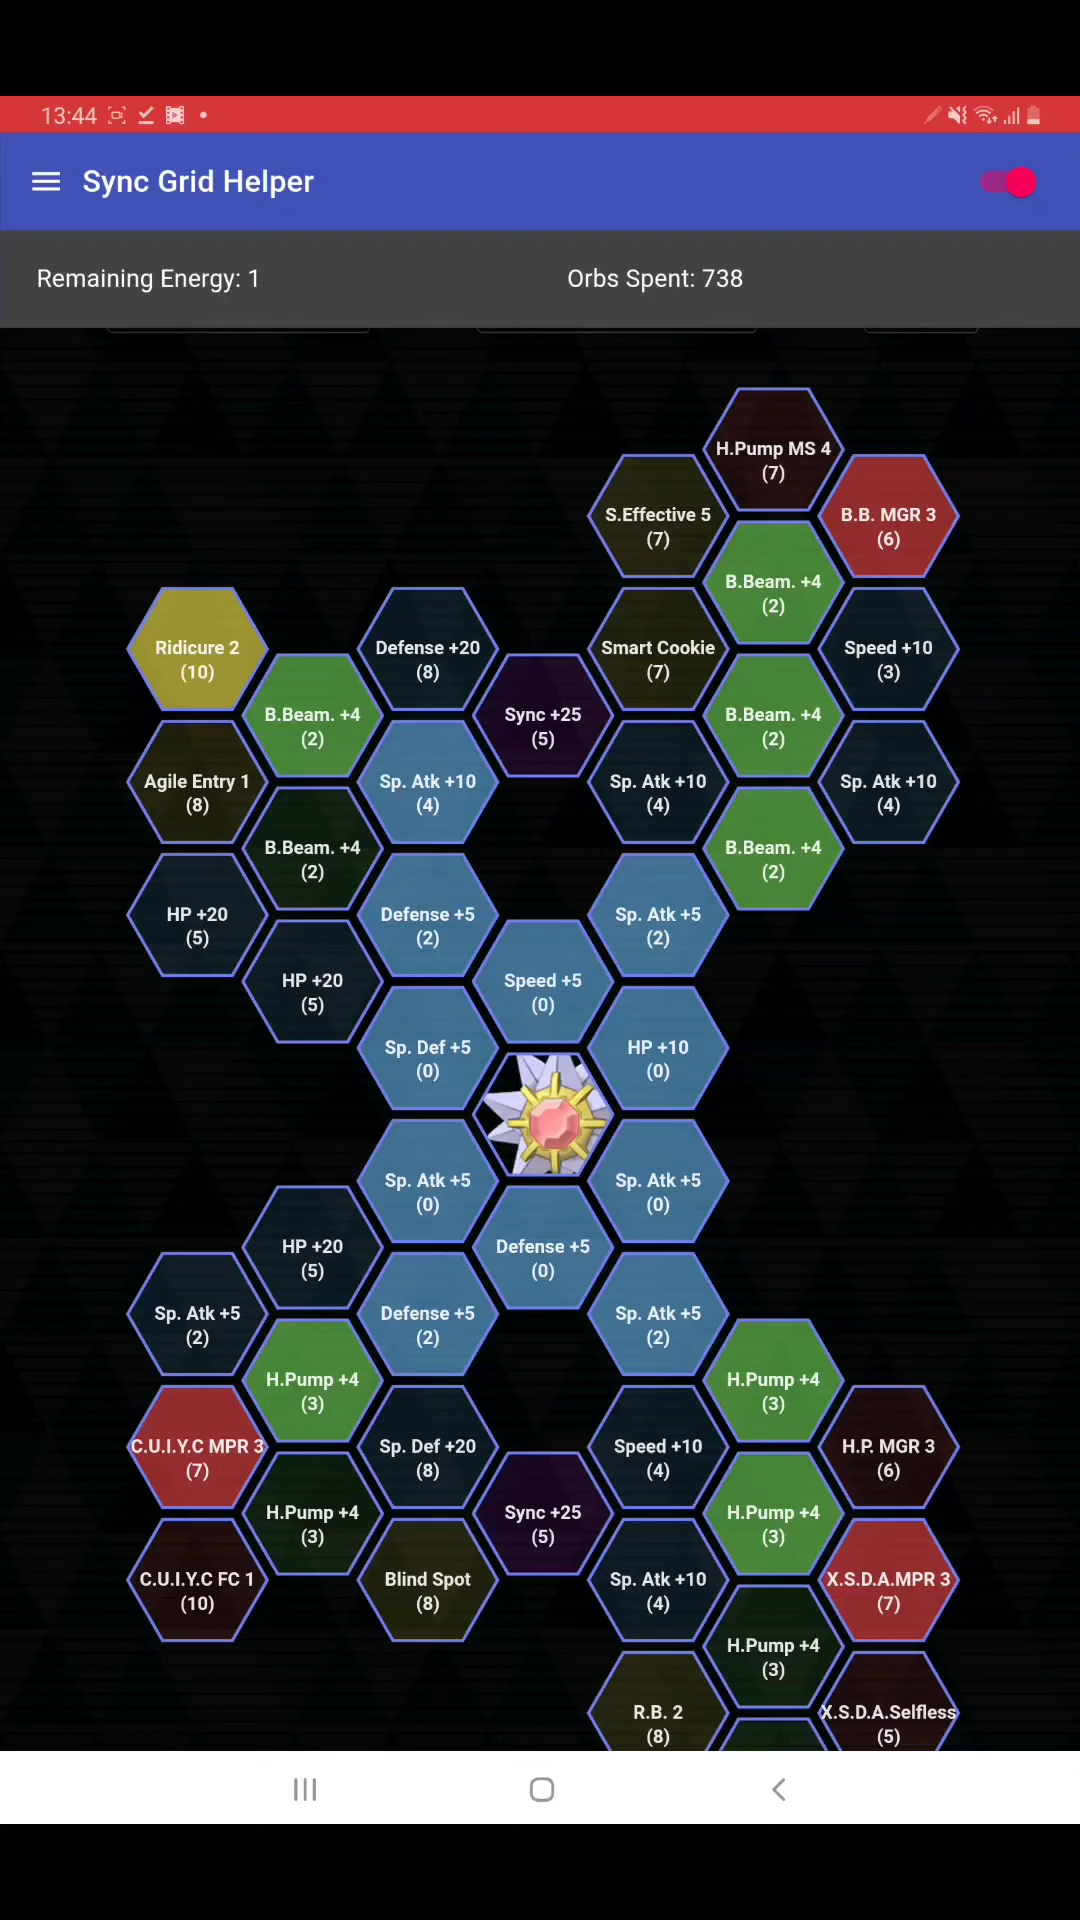 13:44
Sync Grid Helper
Remaining Energy: 1
Orbs Spent: 738
H.Pump MS 4
(7)
S.Effective 5
(7)
B.B. MGR 3
(6)
B.Beam. +4
(2)
Ridicure 2
(10)
Defense +20
(8)
Smart Cookie
(7)
Speed +10
(3)
B.Beam. +4
(2)
Sync +25
(5)
B.Beam. +4
(2)
Agile Entry 1
(8)
Sp. Atk +10
(4)
Sp. Atk +10
(4)
Sp. Atk +10
(4)
B.Beam. +4
(2)
B.Beam. +4
(2)
HP +20
(5)
Defense +5
(2)
Sp. Atk +5
(2)
HP +20
(5)
Speed +5
(0)
Sp. Def +5
(0)
HP +10
(0)
Sp. Atk +5
(0)
Sp. Atk +5
(0)
HP +20
(5)
Defense +5
(0)
Sp. Atk +5
(2)
Defense +5
(2)
Sp. Atk +5
(2)
H.Pump +4
(3)
H.Pump +4
(3)
C.U.I.Y.C MPR 3
(7)
Sp. Def +20
(8)
Speed +10
(4)
H.P. MGR 3
(6)
H.Pump +4
(3)
Sync +25
(5)
H.Pump +4
(3)
C.U.I.Y.C FC 1
(10)
Blind Spot
(8)
Sp. Atk +10
(4)
X.S.D.A.MPR 3
(7)
H.Pump +4
(3)
R.B. 2
(8)
X.S.D.A.Selfless
(5)